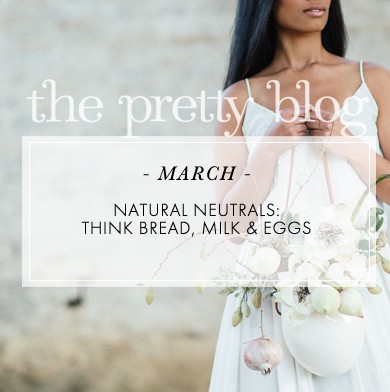 the pretty blog
- MARCH -
NATURAL NEUTRALS:
THINK BREAD, MILK & EGGS